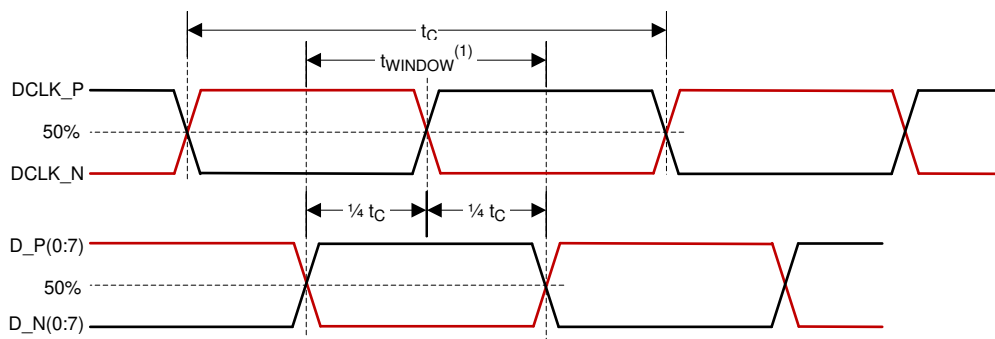 tC
tWINDOW(1)
DCLK_P
50%
DCLK_N
¼ tC
¼ tC
D_P(0:7)
50%
D_N(0:7)